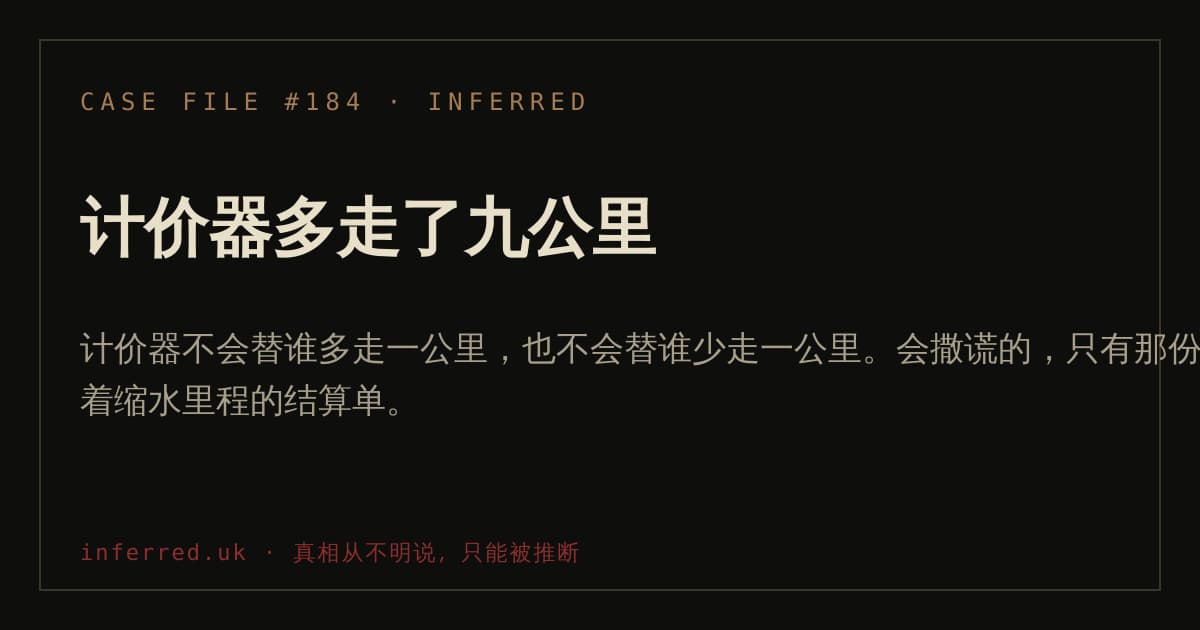 CASE FILE #184 · INFERRED
计价器多走了九公里
计价器不会替谁多走一公里，也不会替谁少走一公里。会撒谎的，只有那份
着缩水里程的结算单。
inferred.uk · 真相从不明说，只能被推断